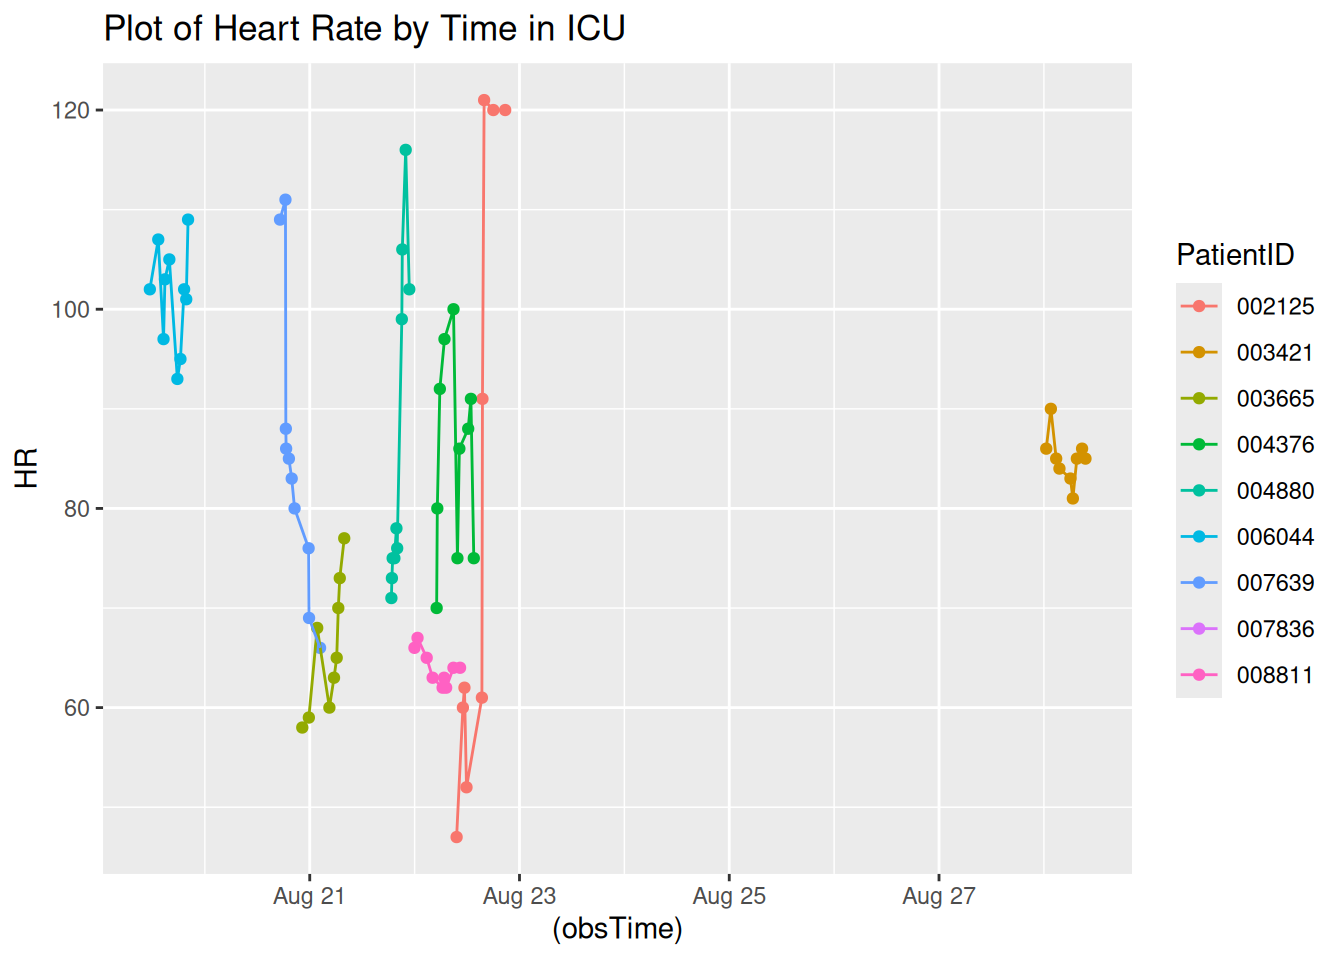 Plot of Heart Rate by Time in ICU
HR
120
100
80
60
Aug 21
Aug 23
Aug 25
Aug 27
(obsTime)
PatientID
002125
003421
003665
004376
004880
006044
007639
007836
008811